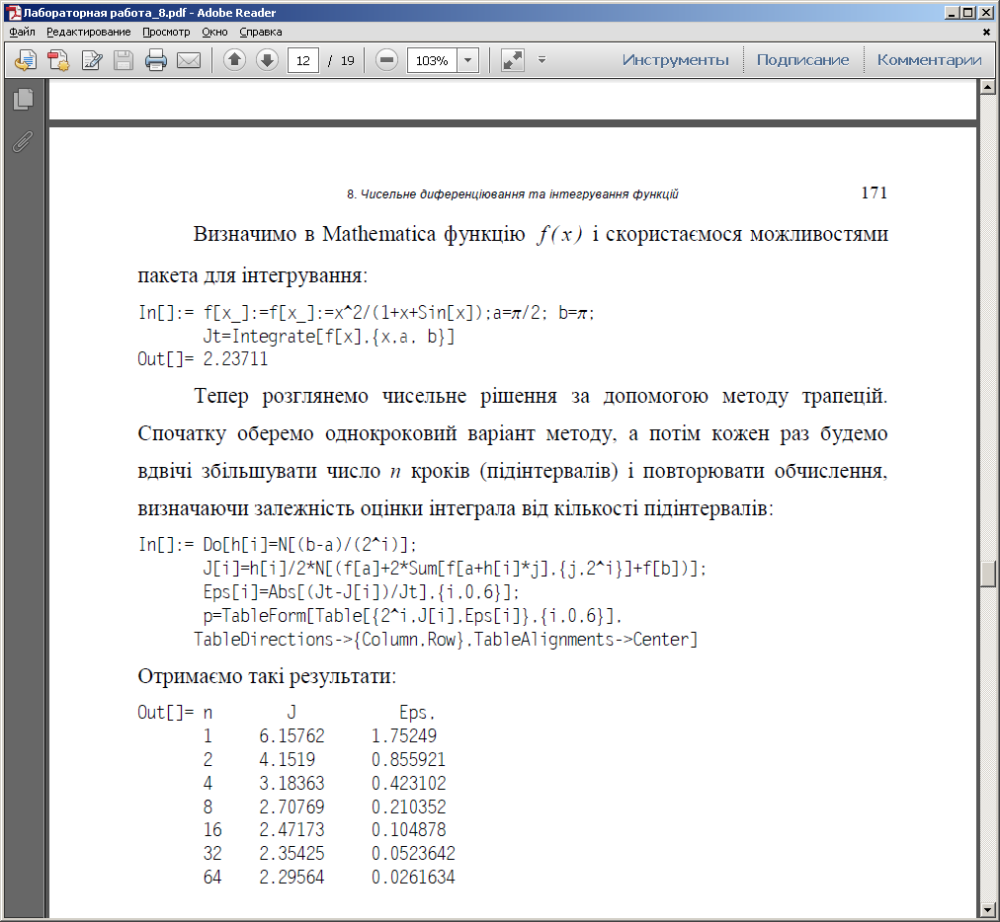 Лабораторная работа_8.pdf - Adobe Reader
Файл Редактирование Просмотр Окно Справка
12 / 19 103% Инструменты Подписание Комментарии
8. Чисельне диференціювання та інтегрування функцій 171
Визначимо в Mathematica функцію f(x) і скористаємося можливостями
пакета для інтегрування:
In[]:= f[x_]:=f[x_]:=x^2/(1+x+Sin[x]);a=π/2; b=π;
Jt=Integrate[f[x],{x,a, b}]
Out[]= 2.23711
Тепер розглянемо чисельне рішення за допомогою методу трапецій.
Спочатку оберемо однокроковий варіант методу, а потім кожен раз будемо
вдвічі збільшувати число n кроків (підінтервалів) і повторювати обчислення,
визначаючи залежність оцінки інтеграла від кількості підінтервалів:
In[]:= Do[h[i]=N[(b-a)/(2^i)];
J[i]=h[i]/2*N[(f[a]+2*Sum[f[a+h[i]*j],{j,2^i}]+f[b])];
Eps[i]=Abs[(Jt-J[i])/Jt],{i,0,6}];
p=TableForm[Table[{2^i,J[i],Eps[i]},{i,0,6}],
TableDirections->{Column,Row},TableAlignments->Center]
Отримаємо такі результати:
Out[]= n J Eps,
1 6.15762 1.75249
2 4.1519 0.855921
4 3.18363 0.423102
8 2.70769 0.210352
16 2.47173 0.104878
32 2.35425 0.0523642
64 2.29564 0.0261634